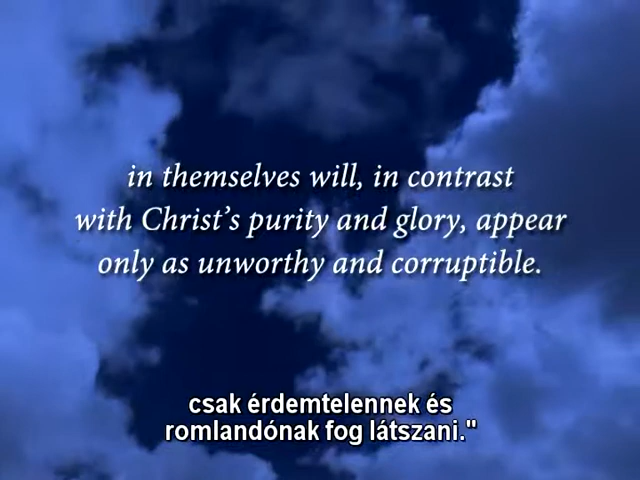 in themselves will, in contrast
with Christ's purity and glory, appear
only as unworthy and corruptible.
csak érdemtelennek és
romlandónak fog látszani."